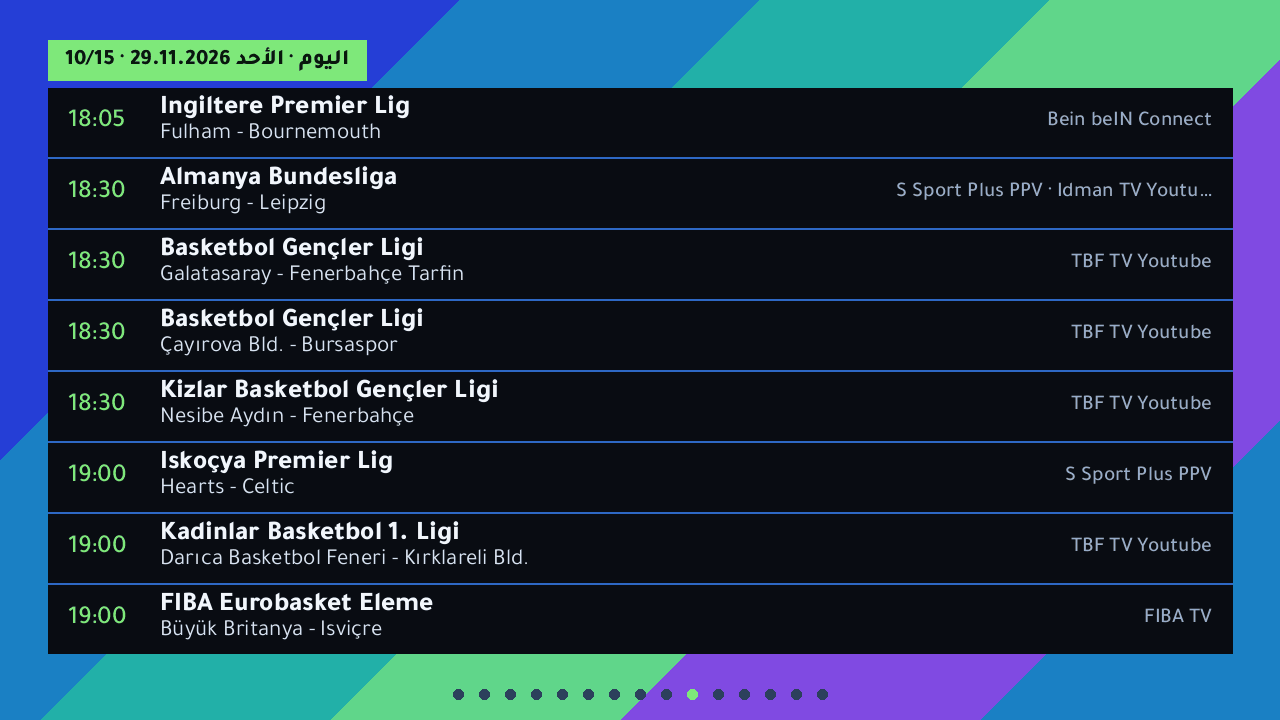 اليوم · الأحد 29.11.2026 · 10/15
18:05
Ingiltere Premier Lig
Fulham - Bournemouth
Bein beIN Connect
18:30
Almanya Bundesliga
Freiburg - Leipzig
S Sport Plus PPV · Idman TV Youtu...
18:30
Basketbol Gençler Ligi
Galatasaray - Fenerbahçe Tarfin
TBF TV Youtube
18:30
Basketbol Gençler Ligi
Çayırova Bld. - Bursaspor
TBF TV Youtube
18:30
Kizlar Basketbol Gençler Ligi
Nesibe Aydın - Fenerbahçe
TBF TV Youtube
19:00
Iskoçya Premier Lig
Hearts - Celtic
S Sport Plus PPV
19:00
Kadinlar Basketbol 1. Ligi
Darıca Basketbol Feneri - Kırklareli Bld.
TBF TV Youtube
19:00
FIBA Eurobasket Eleme
Büyük Britanya - Isviçre
FIBA TV